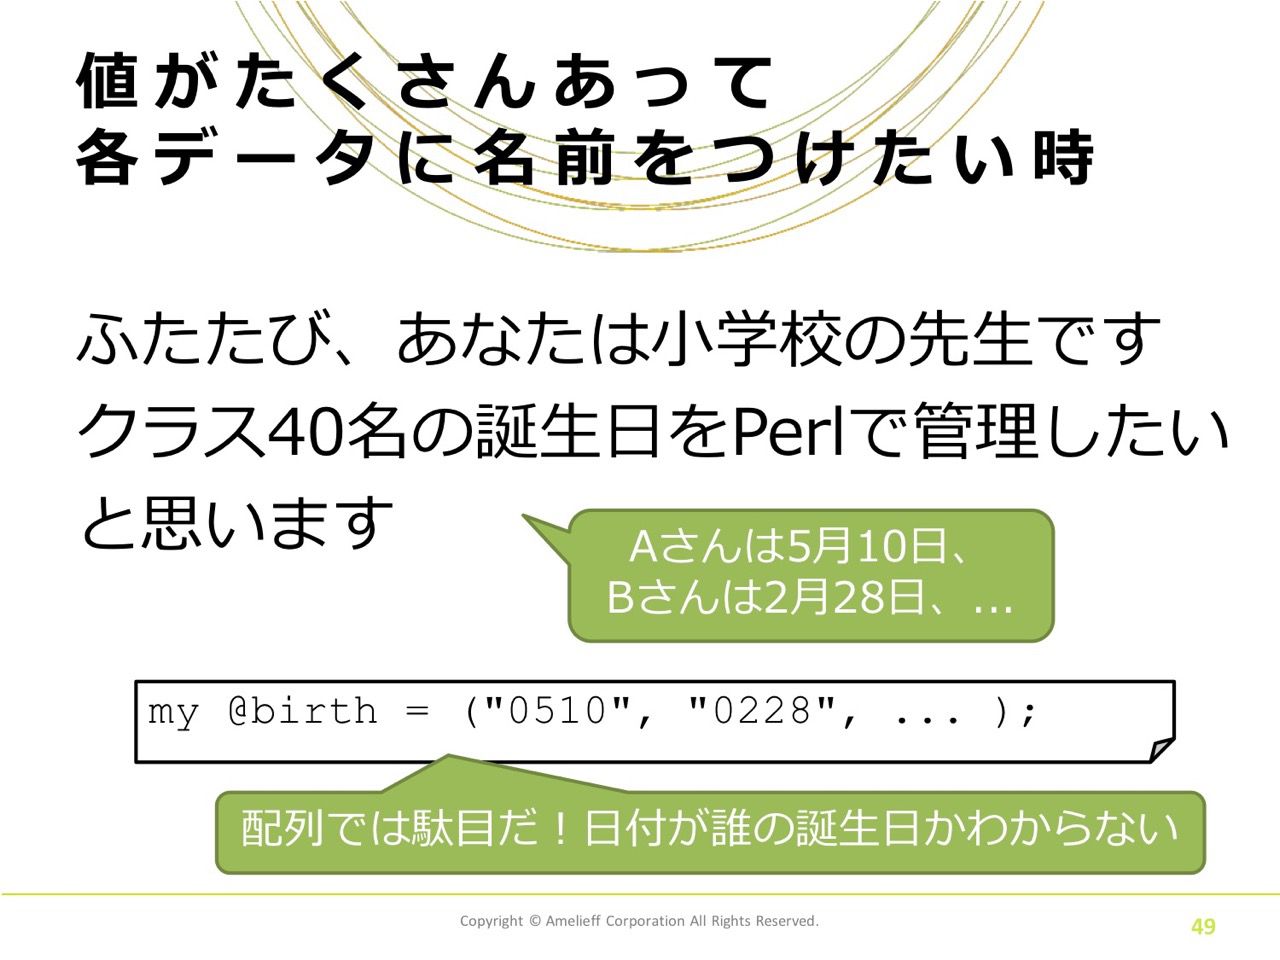 値がたくさんあって
各データに名前をつけたい時
ふたたび、あなたは小学校の先生です
クラス40名の誕生日をPerlで管理したい
と思います
Aさんは5月10日、
Bさんは2月28日、...
my @birth = ("0510", "0228", ... );
配列では駄目だ！日付が誰の誕生日かわからない
Copyright © Amelieff Corporation All Rights Reserved.
49